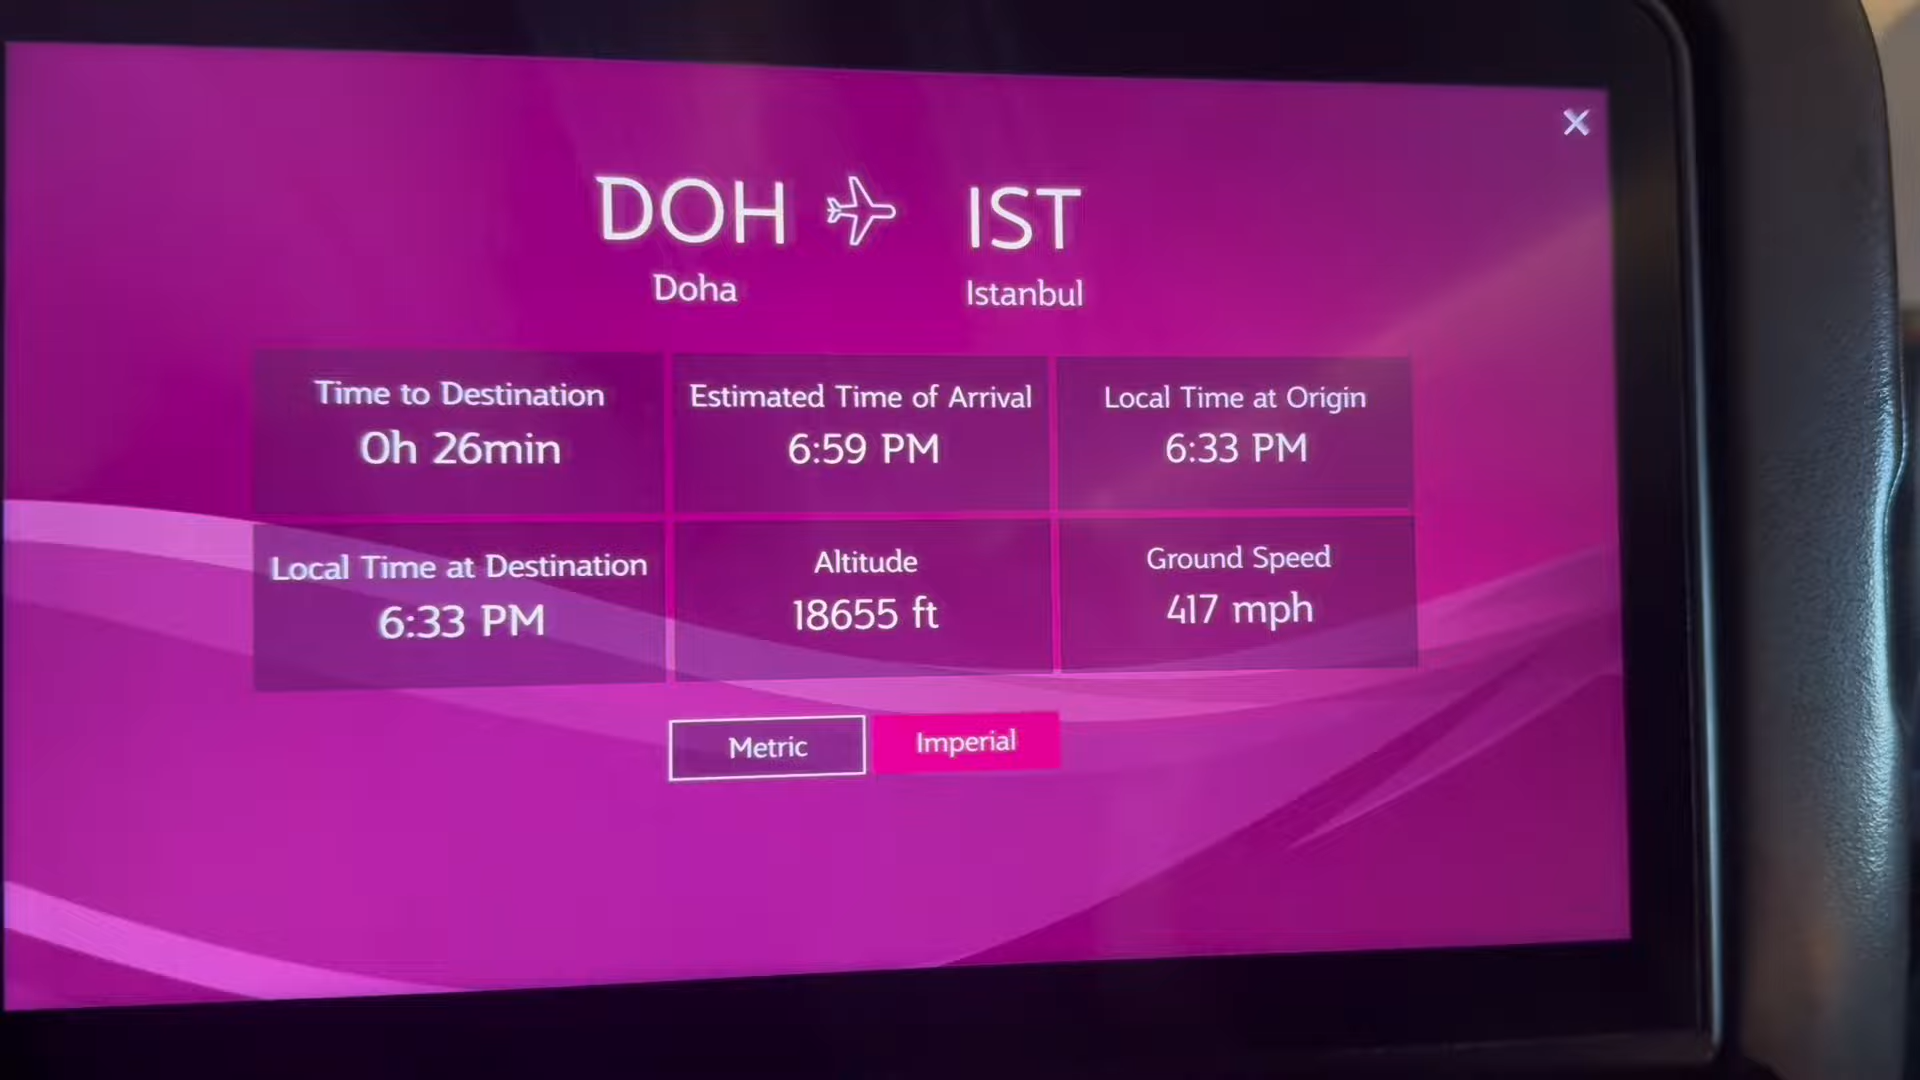 DOH IST
Doha Istanbul
Time to Destination
0h 26min
Estimated Time of Arrival
6:59 PM
Local Time at Origin
6:33 PM
Local Time at Destination
6:33 PM
Altitude
18655 ft
Ground Speed
417 mph
Metric Imperial